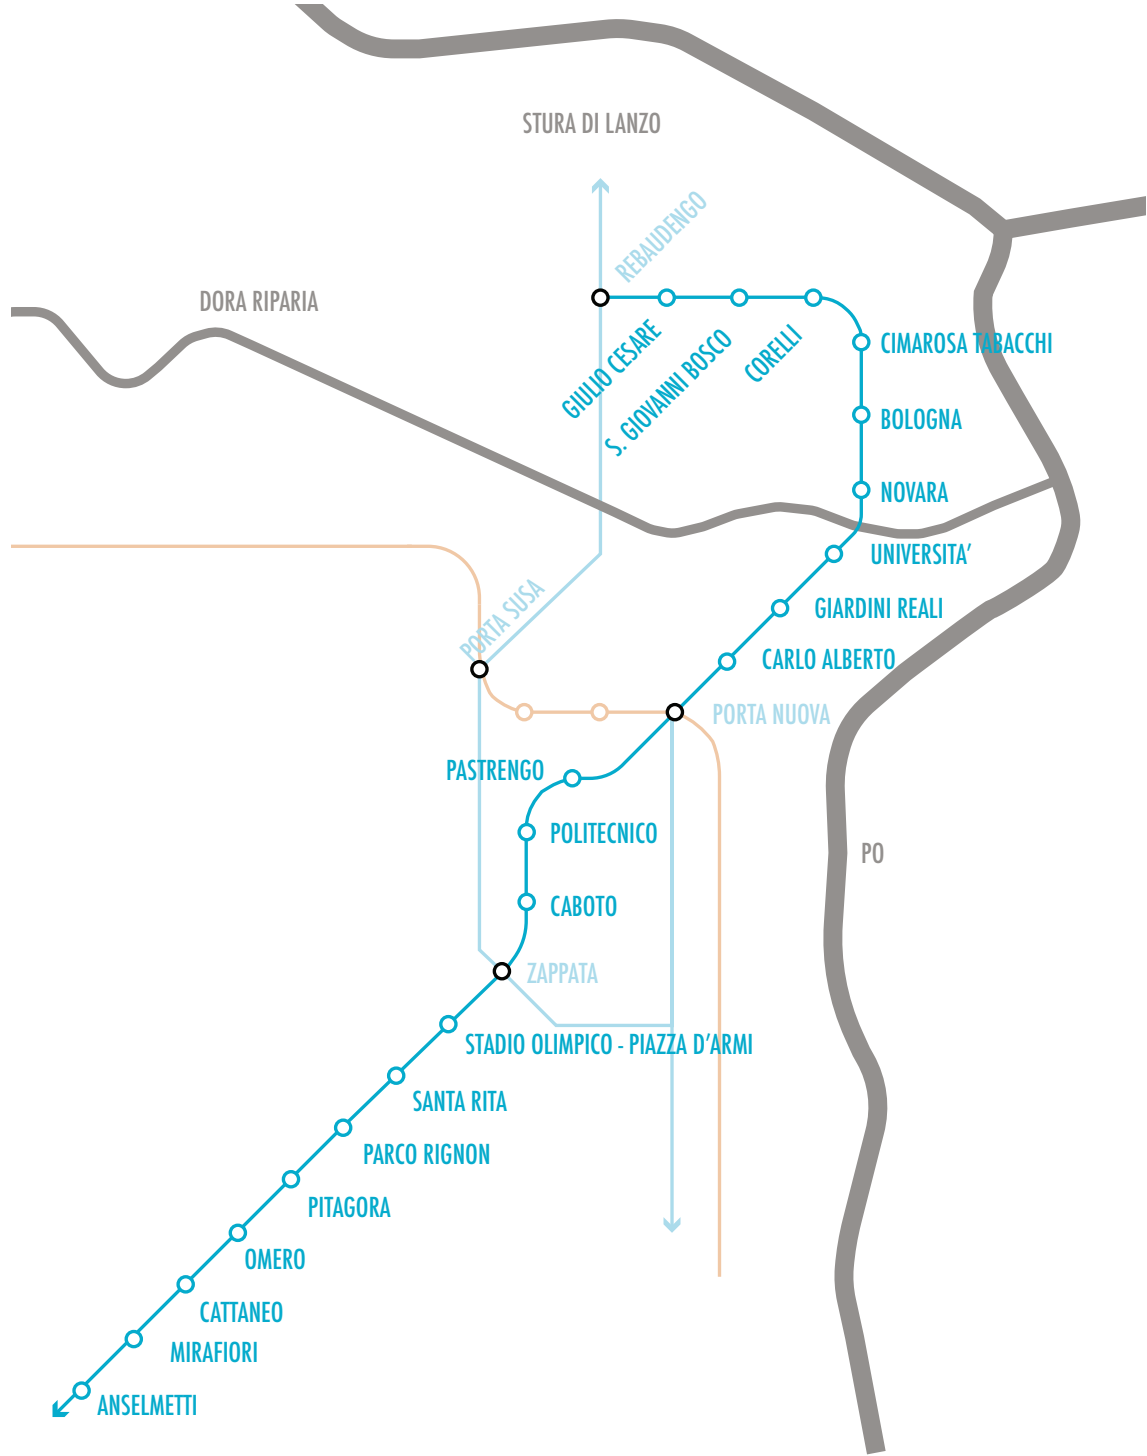 STURA DI LANZO
REBAUDENGO
DORA RIPARIA
GIULIO CESARE
S. GIOVANNI BOSCO
CORELLI
CIMAROSA TABACCHI
BOLOGNA
NOVARA
UNIVERSITA’
PORTA SUSA
GIARDINI REALI
CARLO ALBERTO
PORTA NUOVA
PASTRENGO
POLITECNICO
PO
CABOTO
ZAPPATA
STADIO OLIMPICO - PIAZZA D’ARMI
SANTA RITA
PARCO RIGNON
PITAGORA
OMERO
CATTANEO
MIRAFIORI
ANSELMETTI